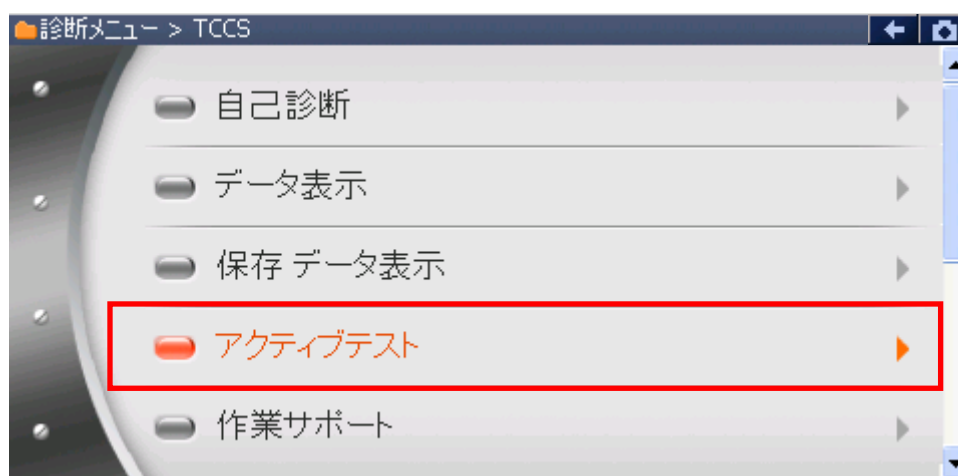 診断メニュー > TCCS
自己診断
データ表示
保存 データ表示
アクティブテスト
作業サポート